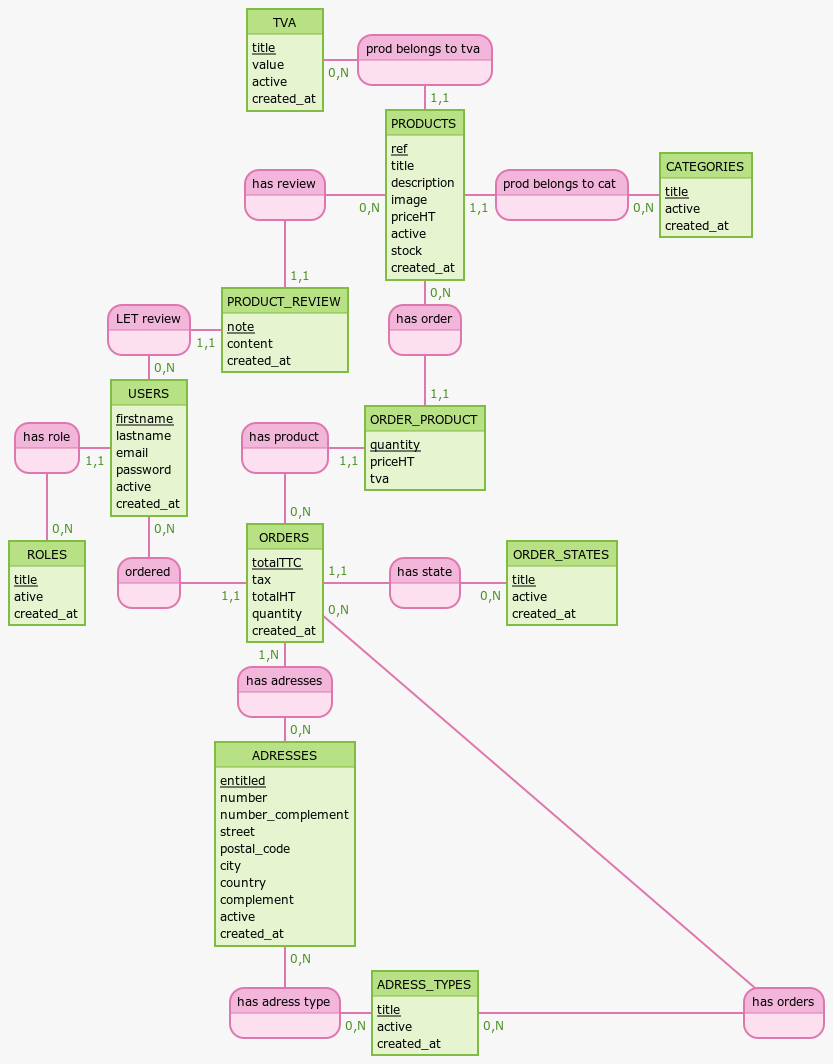 TVA
title
value
active
created_at
prod belongs to tva
0,N
1,1
PRODUCTS
ref
title
description
image
priceHT
active
stock
created_at
has review
0,N
prod belongs to cat
1,1
0,N
CATEGORIES
title
active
created_at
1,1
0,N
PRODUCT_REVIEW
note
content
created_at
LET review
1,1
0,N
has order
1,1
USERS
firstname
lastname
email
password
active
created_at
has role
1,1
0,N
0,N
has product
1,1
0,N
ORDER_PRODUCT
quantity
priceHT
tva
ROLES
title
ative
created_at
ordered
1,1
ORDERS
totalTTC
tax
totalHT
quantity
created_at
1,1
0,N
has state
0,N
ORDER_STATES
title
active
created_at
1,N
has adresses
0,N
ADRESSES
entitled
number
number_complement
street
postal_code
city
country
complement
active
created_at
0,N
has adress type
0,N
ADRESS_TYPES
title
active
created_at
0,N
has orders